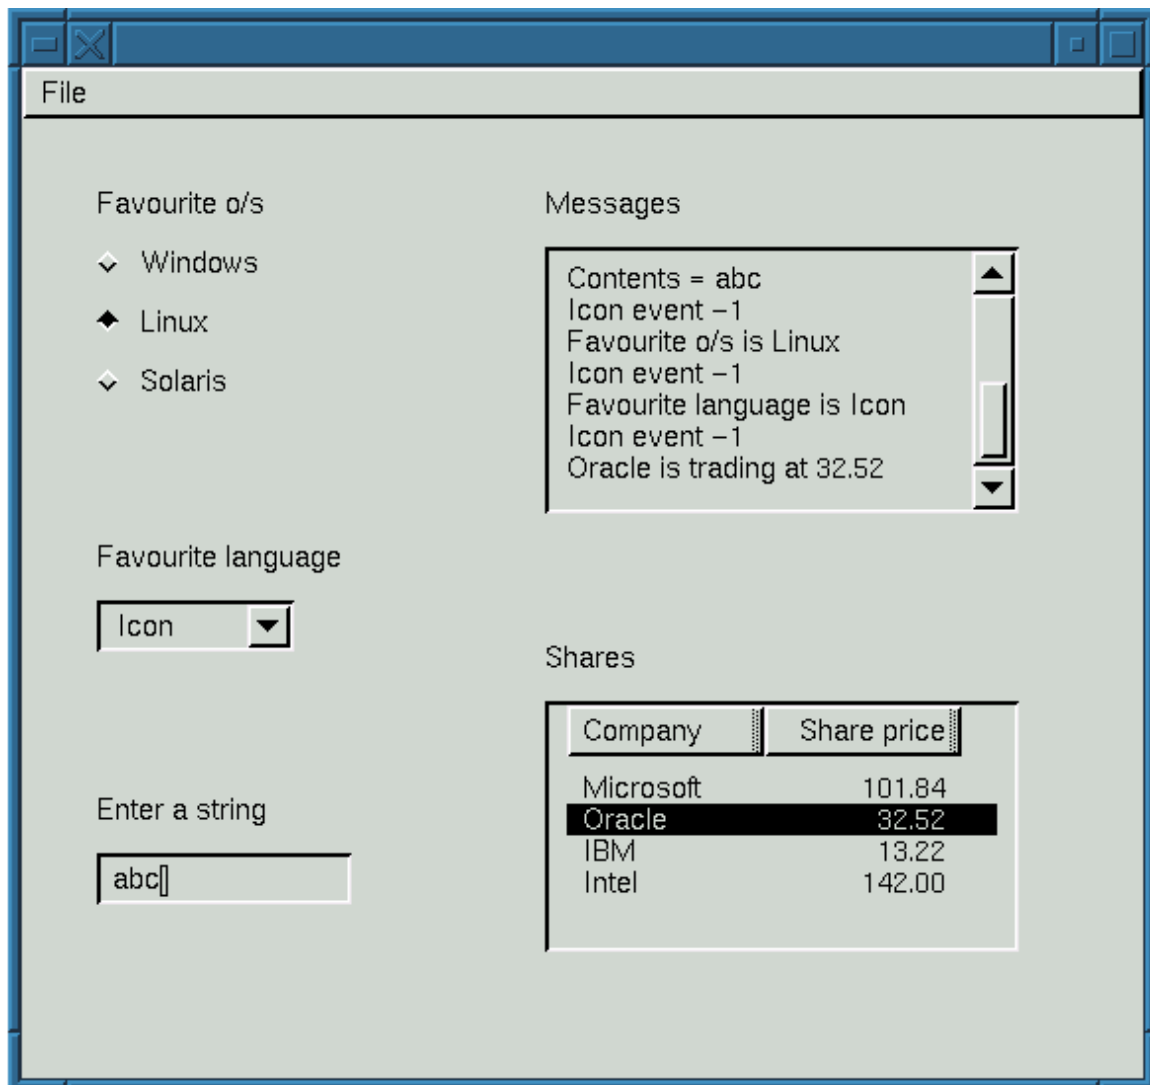 File
Favourite o/s
Windows
Linux
Solaris
Favourite language
Icon
Enter a string
abc
Messages
Contents = abc
Icon event −1
Favourite o/s is Linux
Icon event −1
Favourite language is Icon
Icon event −1
Oracle is trading at 32.52
Shares
Company Share price
Microsoft 101.84
Oracle 32.52
IBM 13.22
Intel 142.00